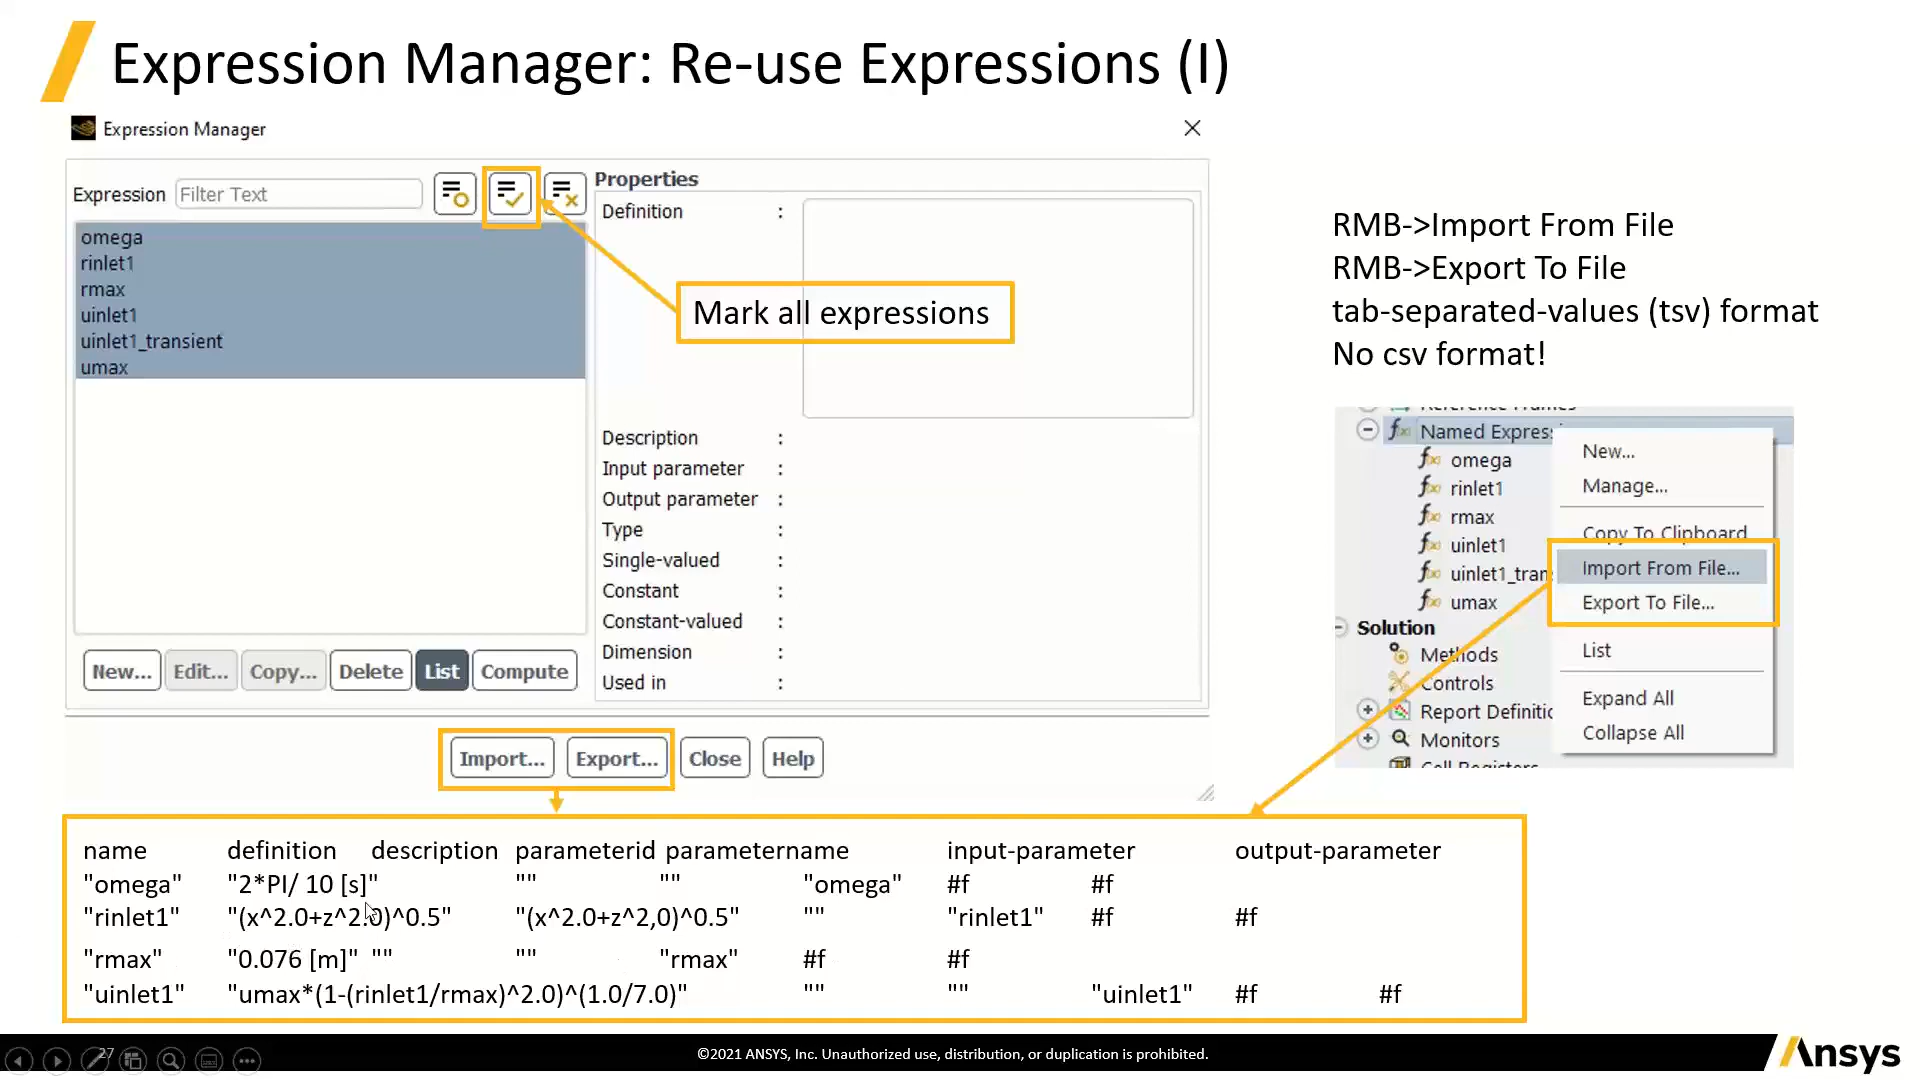 Expression Manager: Re-use Expressions (I)
Expression Manager
Expression
Filter Text
omega
rinlet1
rmax
uinlet1
uinlet1_transient
umax
New...
Edit...
Copy...
Delete
List
Compute
Properties
Definition :
Mark all expressions
Description :
Input parameter :
Output parameter :
Type :
Single-valued :
Constant :
Constant-valued :
Dimension :
Used in :
Import...
Export...
Close
Help
RMB->Import From File
RMB->Export To File
tab-separated-values (tsv) format
No csv format!
Reference Frames
Named Express
omega
rinlet1
rmax
uinlet1
uinlet1_tran
umax
Solution
Methods
Controls
Report Definitic
Monitors
Cell Registers
New...
Manage...
Copy To Clipboard
Import From File...
Export To File...
List
Expand All
Collapse All
name definition description parameterid parametername input-parameter output-parameter
"omega" "2*PI/ 10 [s]" "" "" "omega" #f #f
"rinlet1" "(x^2.0+z^2.0)^0.5" "(x^2.0+z^2,0)^0.5" "" "rinlet1" #f #f
"rmax" "0.076 [m]" "" "" "rmax" #f #f
"uinlet1" "umax*(1-(rinlet1/rmax)^2.0)^(1.0/7.0)" "" "" "uinlet1" #f #f
27
©2021 ANSYS, Inc. Unauthorized use, distribution, or duplication is prohibited.
Ansys